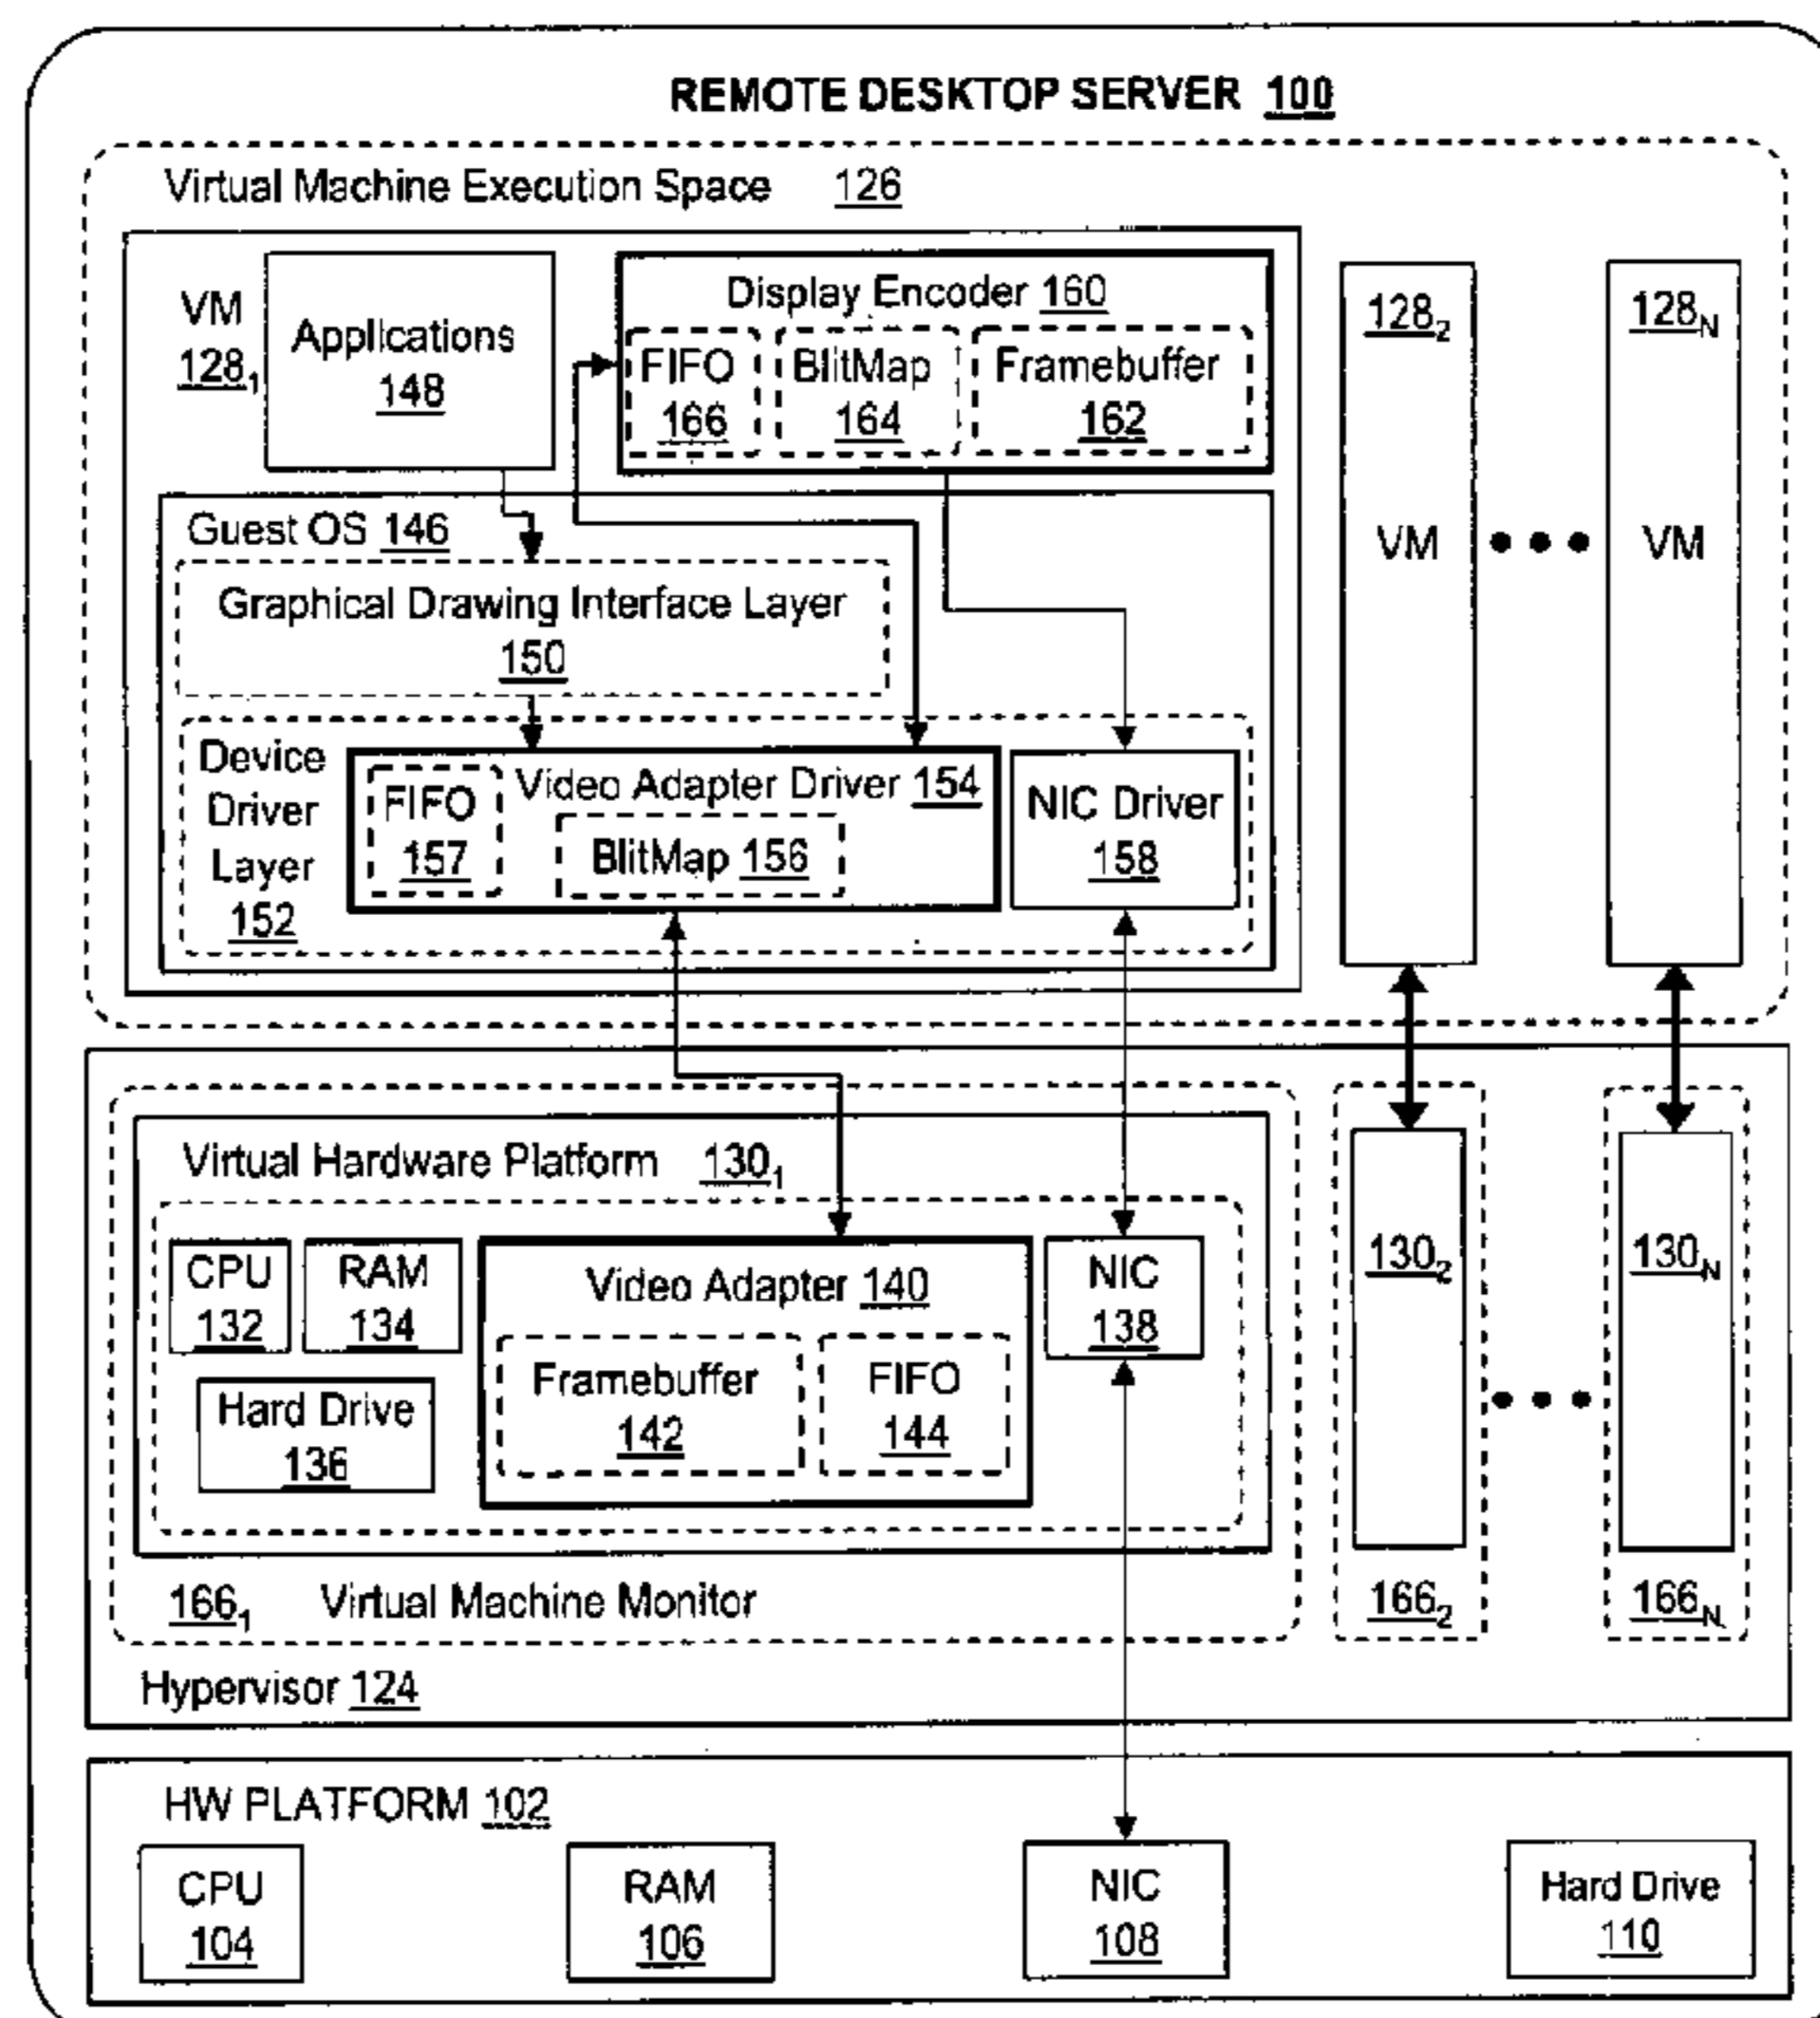 REMOTE DESKTOP SERVER 100
Virtual Machine Execution Space 126
VM
128₁
Applications
148
Display Encoder 160
FIFO
166
BlitMap
164
Framebuffer
162
128₂
VM
128N
VM
Guest OS 146
Graphical Drawing Interface Layer
150
Device
Driver
Layer
152
FIFO
157
Video Adapter Driver 154
BlitMap 156
NIC Driver
158
Virtual Hardware Platform 130₁
CPU
132
RAM
134
Hard Drive
136
Video Adapter 140
Framebuffer
142
FIFO
144
NIC
138
130₂
130N
166₁ Virtual Machine Monitor
166₂
166N
Hypervisor 124
HW PLATFORM 102
CPU
104
RAM
106
NIC
108
Hard Drive
110